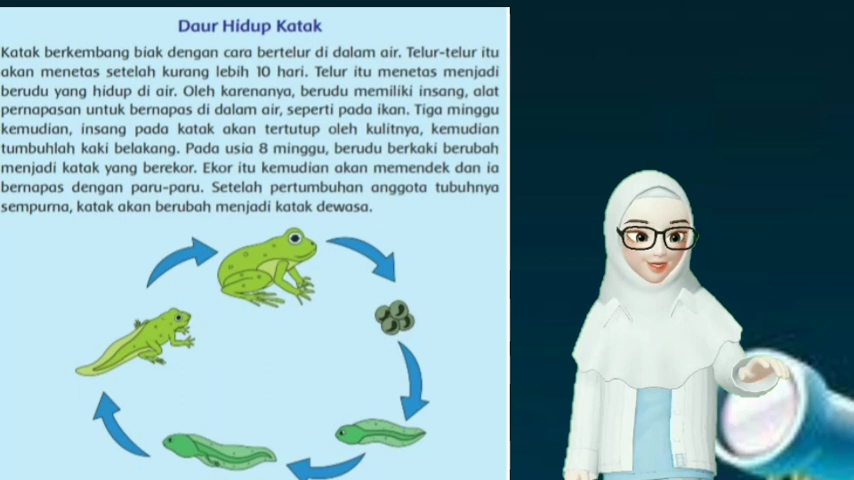 Daur Hidup Katak
Katak berkembang biak dengan cara bertelur di dalam air. Telur-telur itu
akan menetas setelah kurang lebih 10 hari. Telur itu menetas menjadi
berudu yang hidup di air. Oleh karenanya, berudu memiliki insang, alat
pernapasan untuk bernapas di dalam air, seperti pada ikan. Tiga minggu
kemudian, insang pada katak akan tertutup oleh kulitnya, kemudian
tumbuhlah kaki belakang. Pada usia 8 minggu, berudu berkaki berubah
menjadi katak yang berekor. Ekor itu kemudian akan memendek dan ia
bernapas dengan paru-paru. Setelah pertumbuhan anggota tubuhnya
sempurna, katak akan berubah menjadi katak dewasa.